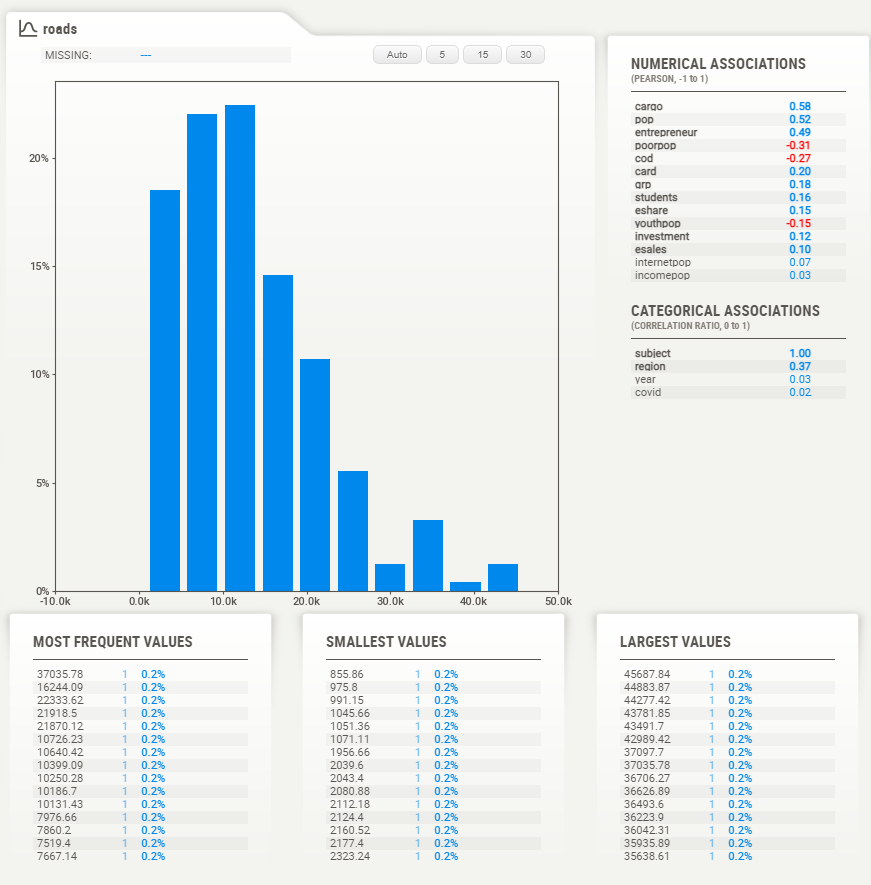 roads
MISSING: ---
Auto 5 15 30
20%
15%
10%
5%
0%
-10.0k 0.0k 10.0k 20.0k 30.0k 40.0k 50.0k
NUMERICAL ASSOCIATIONS
(PEARSON, -1 to 1)
cargo 0.58
pop 0.52
entrepreneur 0.49
poorpop -0.31
cod -0.27
card 0.20
grp 0.18
students 0.16
eshare 0.15
youthpop -0.15
investment 0.12
esales 0.10
internetpop 0.07
incomepop 0.03
CATEGORICAL ASSOCIATIONS
(CORRELATION RATIO, 0 to 1)
subject 1.00
region 0.37
year 0.03
covid 0.02
MOST FREQUENT VALUES
37035.78 1 0.2%
16244.09 1 0.2%
22333.62 1 0.2%
21918.5 1 0.2%
21870.12 1 0.2%
10726.23 1 0.2%
10640.42 1 0.2%
10399.09 1 0.2%
10250.28 1 0.2%
10186.7 1 0.2%
10131.43 1 0.2%
7976.66 1 0.2%
7860.2 1 0.2%
7519.4 1 0.2%
7667.14 1 0.2%
SMALLEST VALUES
855.86 1 0.2%
975.8 1 0.2%
991.15 1 0.2%
1045.66 1 0.2%
1051.36 1 0.2%
1071.11 1 0.2%
1956.66 1 0.2%
2039.6 1 0.2%
2043.4 1 0.2%
2080.88 1 0.2%
2112.18 1 0.2%
2124.4 1 0.2%
2160.52 1 0.2%
2177.4 1 0.2%
2323.24 1 0.2%
LARGEST VALUES
45687.84 1 0.2%
44883.87 1 0.2%
44277.42 1 0.2%
43781.85 1 0.2%
43491.7 1 0.2%
42989.42 1 0.2%
37097.7 1 0.2%
37035.78 1 0.2%
36706.27 1 0.2%
36626.89 1 0.2%
36493.6 1 0.2%
36223.9 1 0.2%
36042.31 1 0.2%
35935.89 1 0.2%
35638.61 1 0.2%